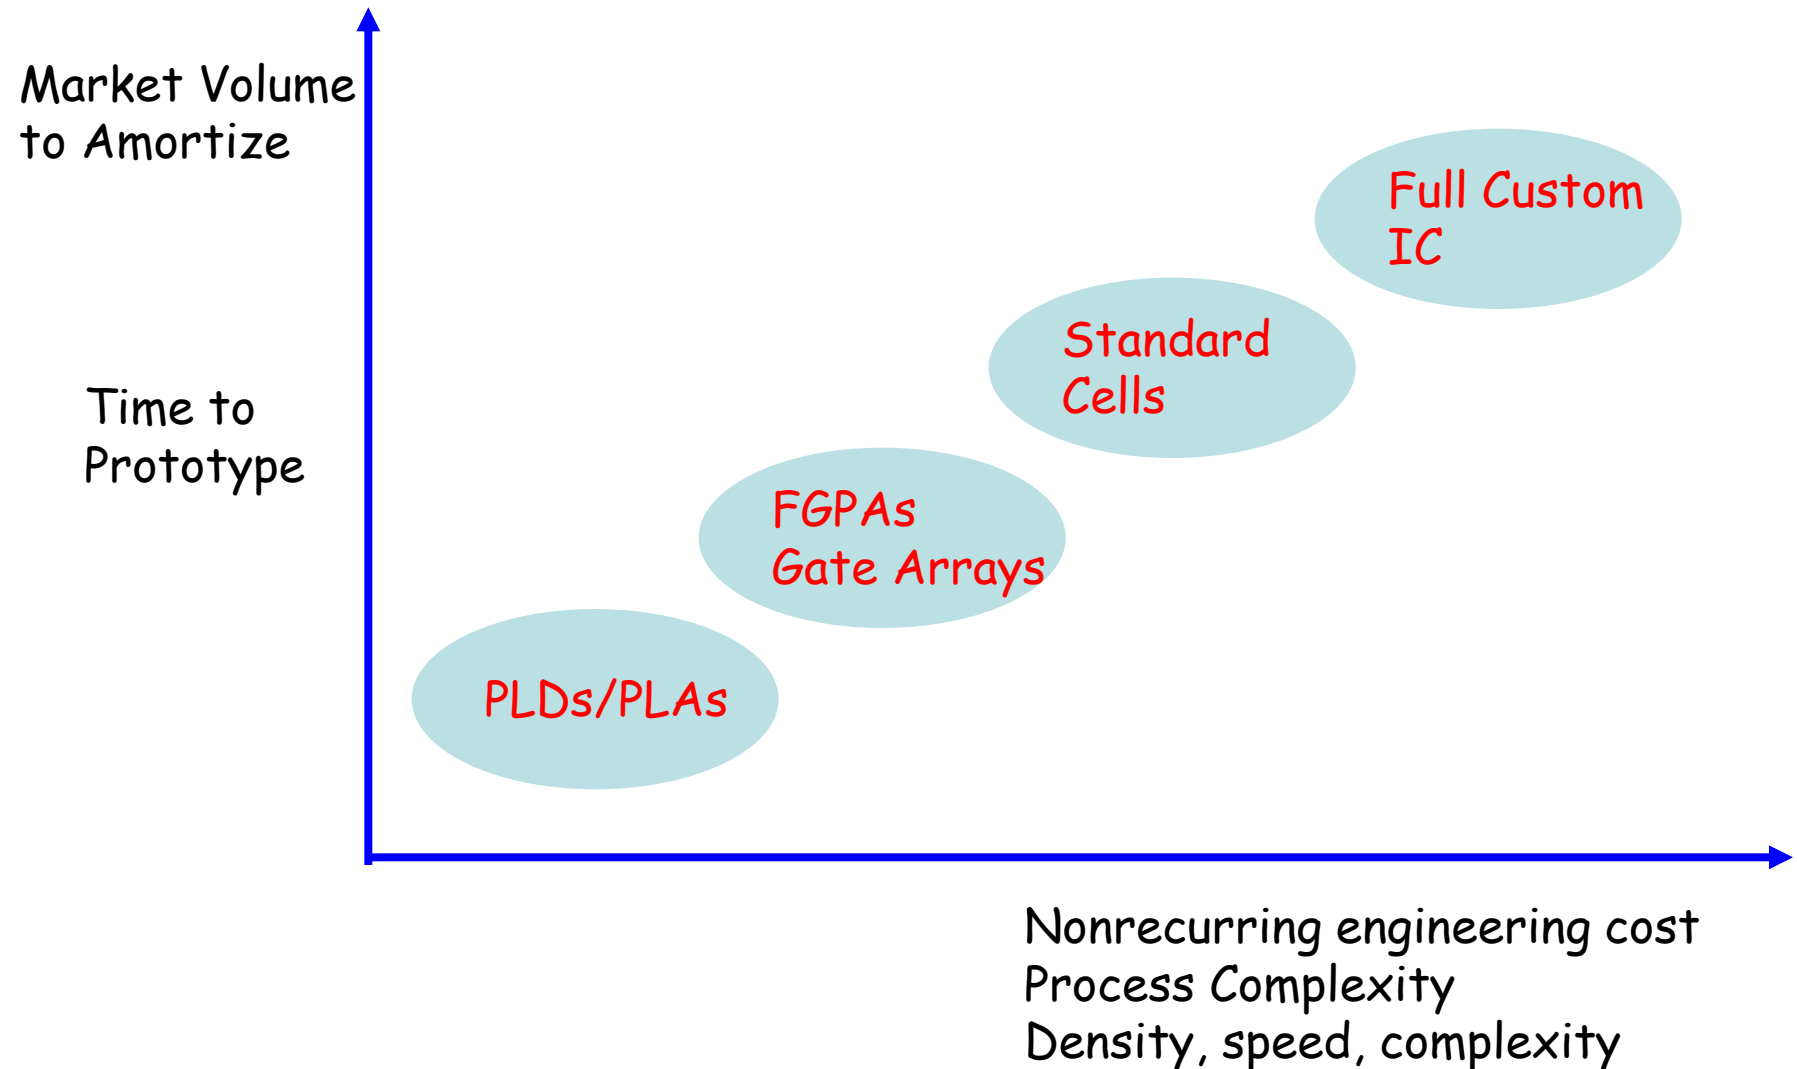 Market Volume
to Amortize
Full Custom
IC
Standard
Cells
Time to
Prototype
FGPAs
Gate Arrays
PLDs/PLAs
Nonrecurring engineering cost
Process Complexity
Density, speed, complexity